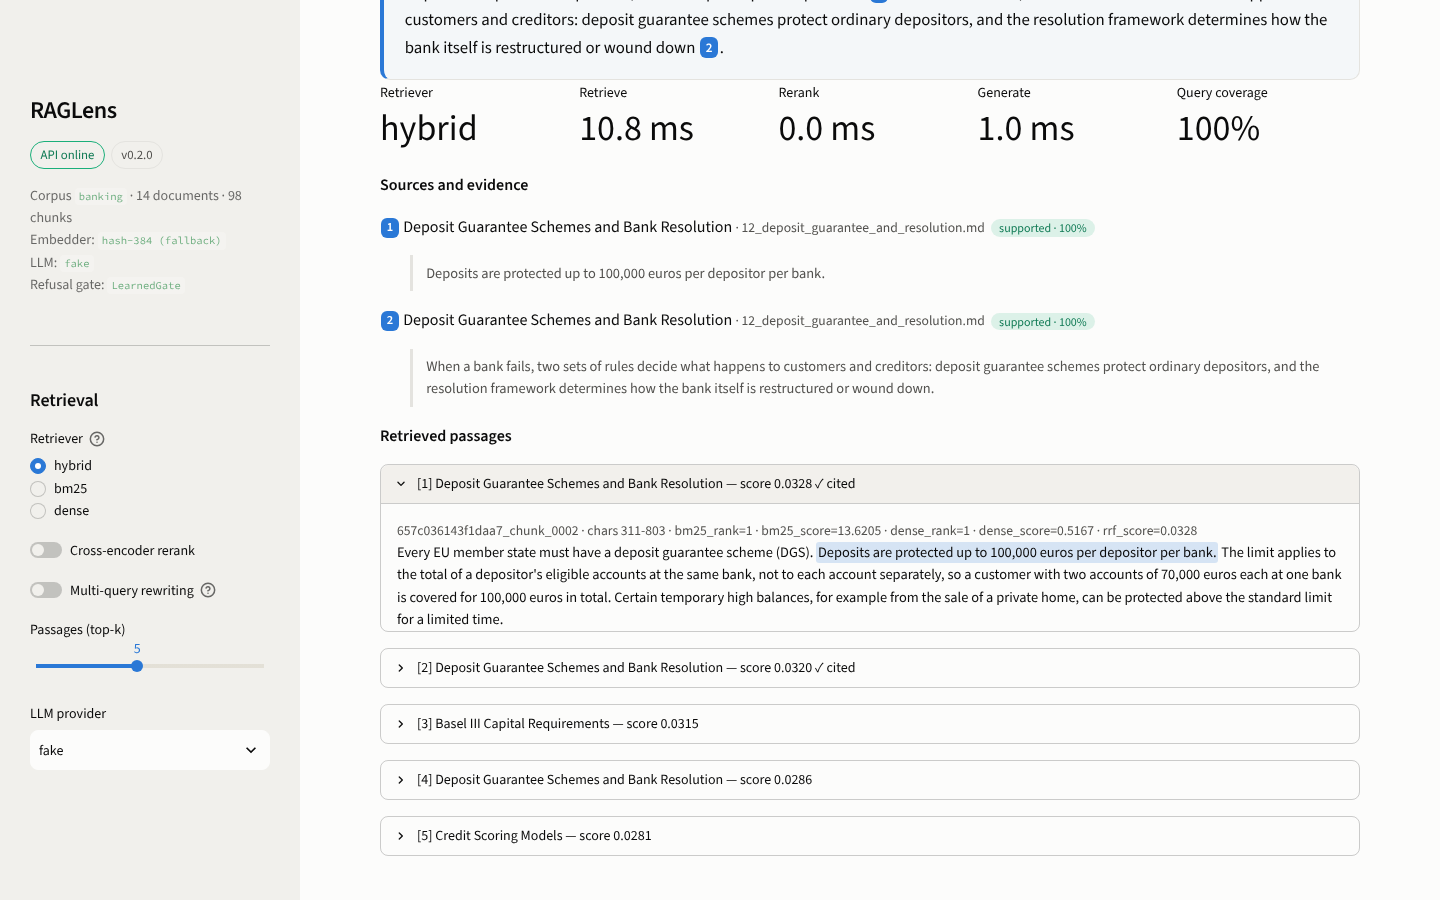 RAGLens
API online v0.2.0
Corpus banking · 14 documents · 98
chunks
Embedder: hash-384 (fallback)
LLM: fake
Refusal gate: LearnedGate
Retrieval
Retriever
hybrid
bm25
dense
Cross-encoder rerank
Multi-query rewriting
Passages (top-k)
5
LLM provider
fake
customers and creditors: deposit guarantee schemes protect ordinary depositors, and the resolution framework determines how the
bank itself is restructured or wound down 2 .
Retriever Retrieve Rerank Generate Query coverage
hybrid 10.8 ms 0.0 ms 1.0 ms 100%
Sources and evidence
1 Deposit Guarantee Schemes and Bank Resolution · 12_deposit_guarantee_and_resolution.md supported · 100%
Deposits are protected up to 100,000 euros per depositor per bank.
2 Deposit Guarantee Schemes and Bank Resolution · 12_deposit_guarantee_and_resolution.md supported · 100%
When a bank fails, two sets of rules decide what happens to customers and creditors: deposit guarantee schemes protect ordinary depositors, and the
resolution framework determines how the bank itself is restructured or wound down.
Retrieved passages
[1] Deposit Guarantee Schemes and Bank Resolution — score 0.0328 ✓ cited
657c036143f1daa7_chunk_0002 · chars 311-803 · bm25_rank=1 · bm25_score=13.6205 · dense_rank=1 · dense_score=0.5167 · rrf_score=0.0328
Every EU member state must have a deposit guarantee scheme (DGS). Deposits are protected up to 100,000 euros per depositor per bank. The limit applies to
the total of a depositor's eligible accounts at the same bank, not to each account separately, so a customer with two accounts of 70,000 euros each at one bank
is covered for 100,000 euros in total. Certain temporary high balances, for example from the sale of a private home, can be protected above the standard limit
for a limited time.
[2] Deposit Guarantee Schemes and Bank Resolution — score 0.0320 ✓ cited
[3] Basel III Capital Requirements — score 0.0315
[4] Deposit Guarantee Schemes and Bank Resolution — score 0.0286
[5] Credit Scoring Models — score 0.0281